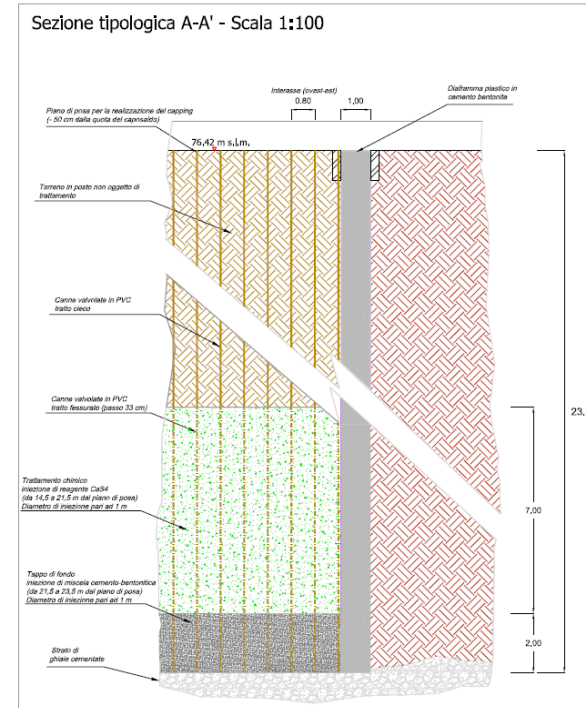 Sezione tipologica A-A' - Scala 1:100
Interasse (ovest-est)
0.80
1,00
Diaframma plastico in
cemento bentonite
Piano di posa per la realizzazione del capping
(- 50 cm dalla quota del caposaldo)
76,42 m s.l.m.
Terreno in posto non oggetto di
trattamento
Canne valvolate in PVC
tratto cieco
Canne valvolate in PVC
tratto fessurato (passo 33 cm)
23,
Trattamento chimico
iniezione di reagente CaS4
(da 14,5 a 21,5 m dal piano di posa)
Diametro di iniezione pari ad 1 m
7,00
Tappo di fondo
iniezione di miscela cemento-bentonitica
(da 21,5 a 23,5 m dal piano di posa)
Diametro di iniezione pari ad 1 m
2,00
Strato di
ghiaie cementate